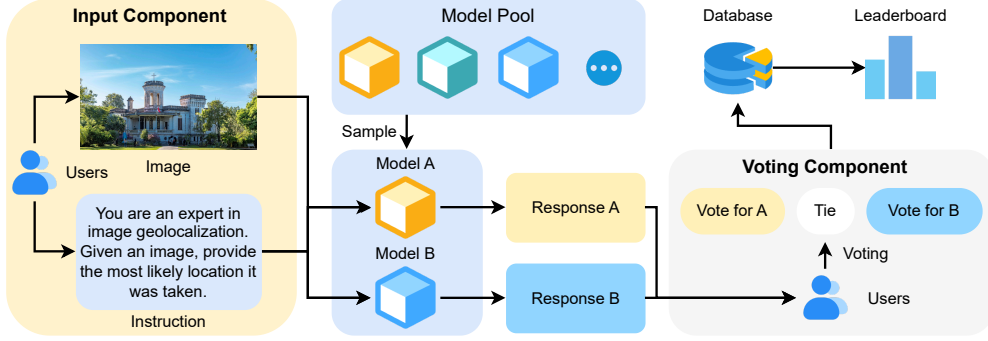 Input Component
Image
Users
You are an expert in
image geolocalization.
Given an image, provide
the most likely location it
was taken.
Instruction
Model Pool
Sample
Model A
Model B
Response A
Response B
Database
Leaderboard
Voting Component
Vote for A
Tie
Vote for B
Voting
Users